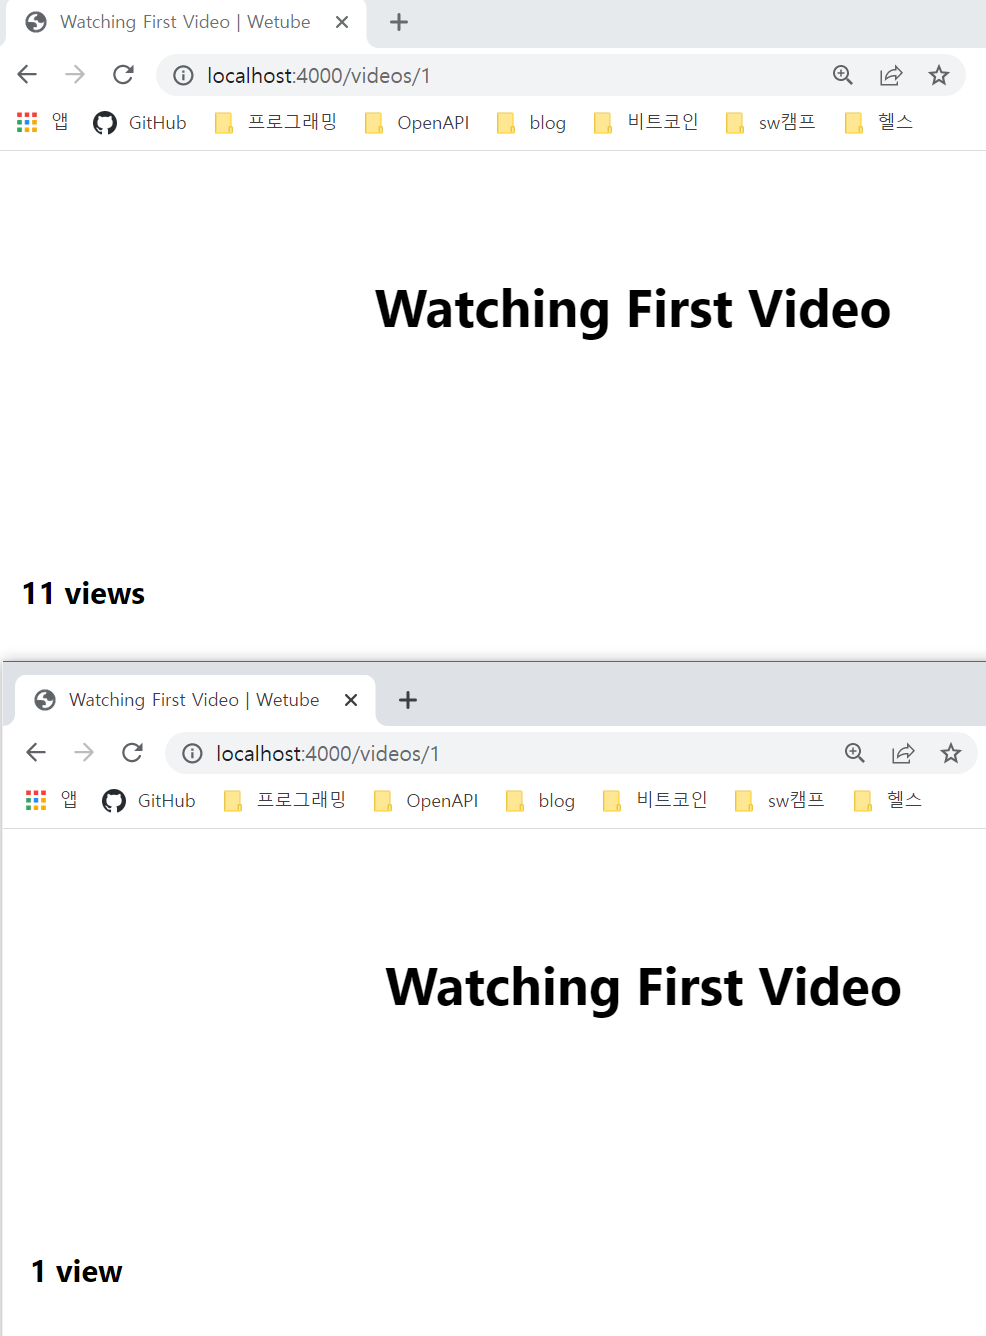 Watching First Video | Wetube
localhost:4000/videos/1
앱 GitHub 프로그래밍 OpenAPI blog 비트코인 sw캠프 헬스
Watching First Video
11 views
Watching First Video | Wetube
localhost:4000/videos/1
앱 GitHub 프로그래밍 OpenAPI blog 비트코인 sw캠프 헬스
Watching First Video
1 view